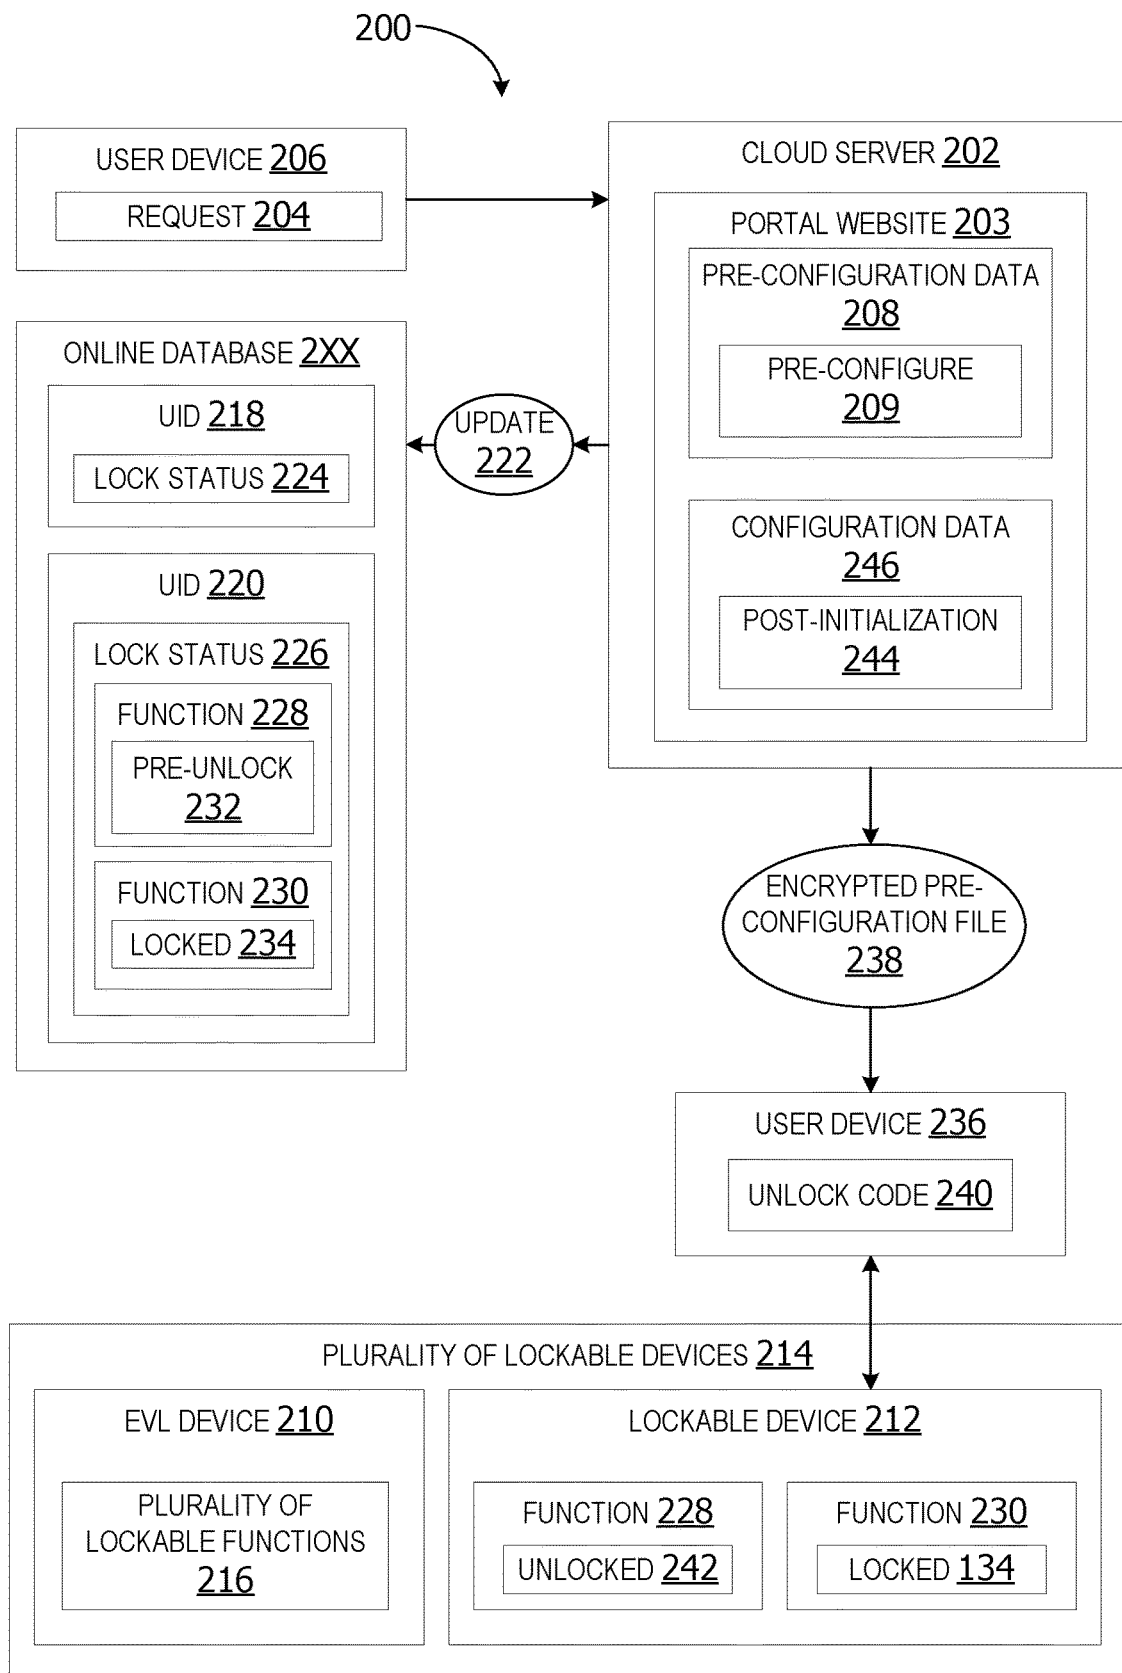 200
USER DEVICE 206
REQUEST 204
CLOUD SERVER 202
PORTAL WEBSITE 203
PRE-CONFIGURATION DATA
208
PRE-CONFIGURE
209
CONFIGURATION DATA
246
POST-INITIALIZATION
244
ONLINE DATABASE 2XX
UID 218
LOCK STATUS 224
UPDATE
222
UID 220
LOCK STATUS 226
FUNCTION 228
PRE-UNLOCK
232
FUNCTION 230
LOCKED 234
ENCRYPTED PRE-
CONFIGURATION FILE
238
USER DEVICE 236
UNLOCK CODE 240
PLURALITY OF LOCKABLE DEVICES 214
EVL DEVICE 210
PLURALITY OF
LOCKABLE FUNCTIONS
216
LOCKABLE DEVICE 212
FUNCTION 228
UNLOCKED 242
FUNCTION 230
LOCKED 134